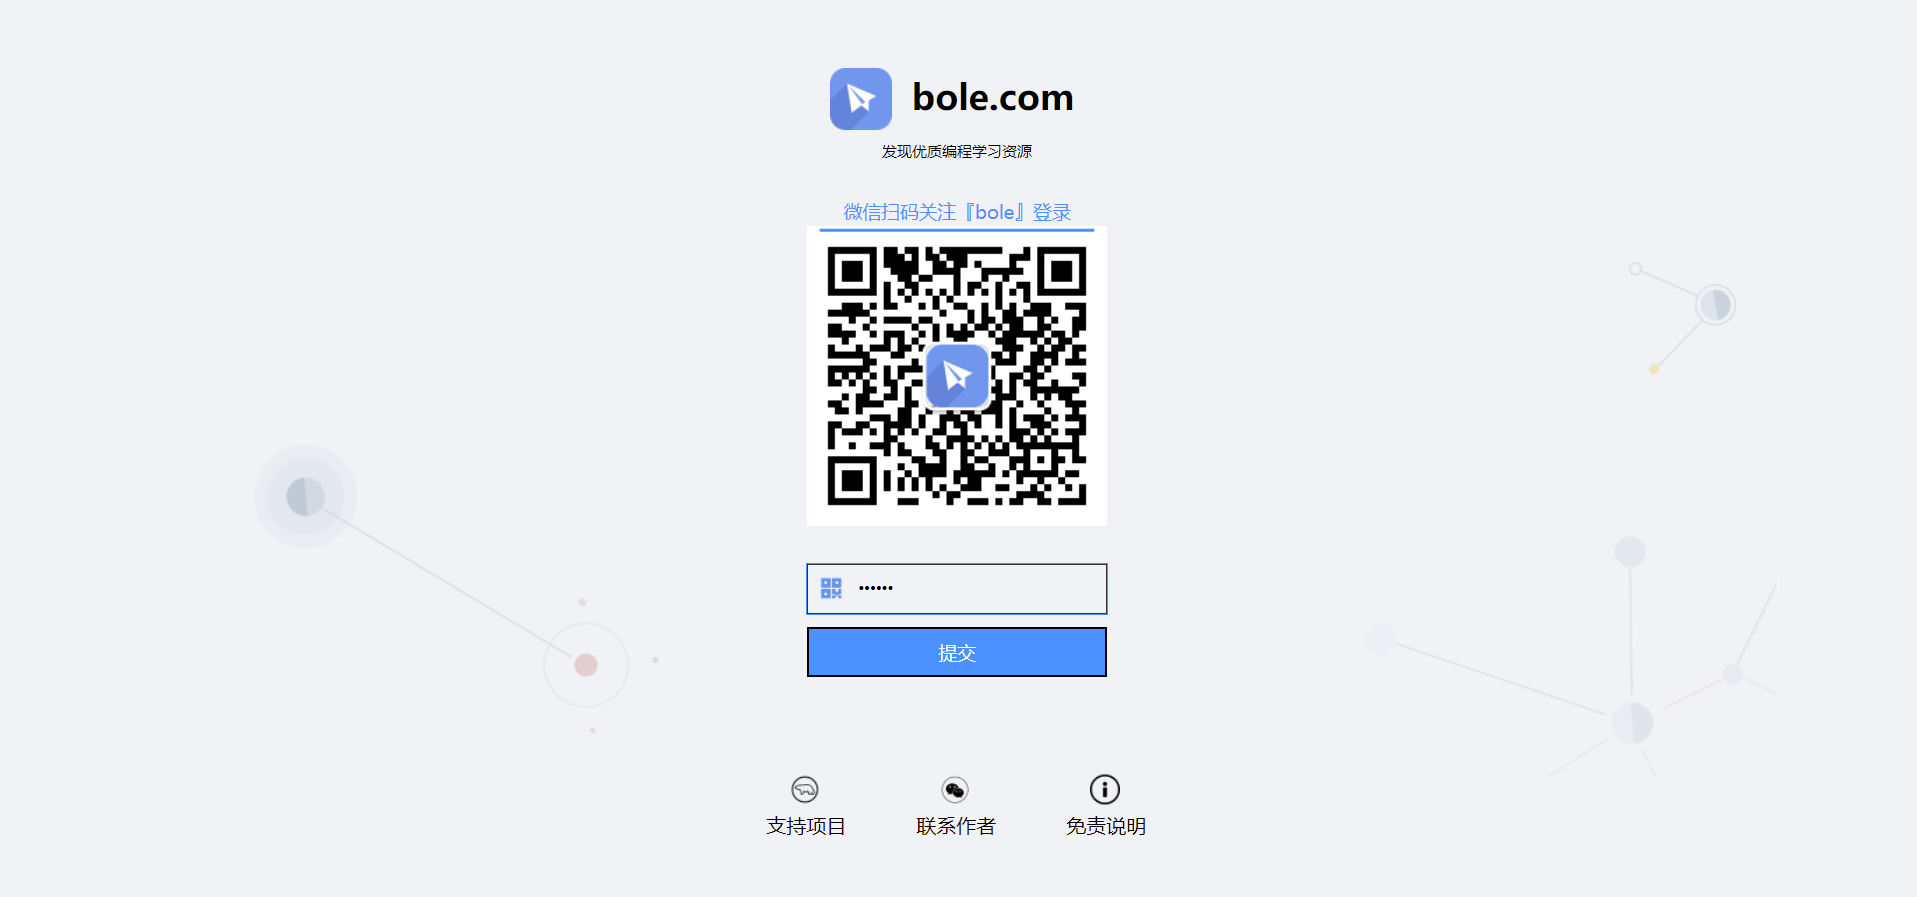 bole.com
发现优质编程学习资源
微信扫码关注『bole』登录
••••••
提交
支持项目
联系作者
免责说明